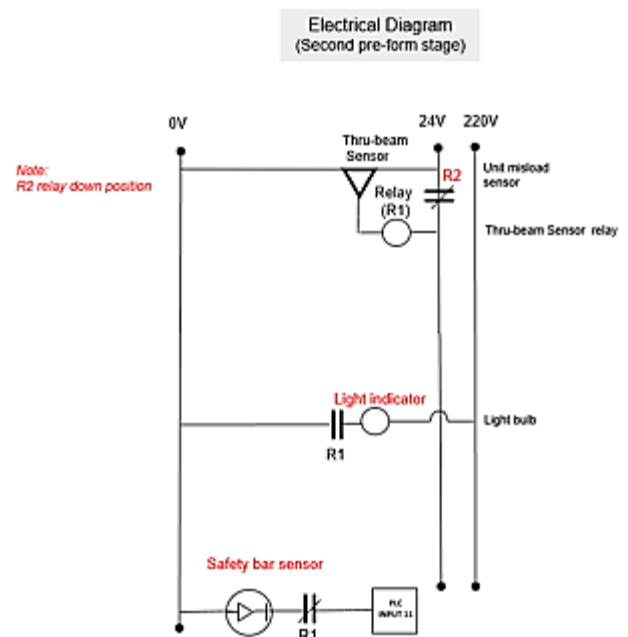 Electrical Diagram
(Second pre-form stage)
0V
24V
220V
Thru-beam
Sensor
Note:
R2 relay down position
R2
Unit misload
sensor
Relay
(R1)
Thru-beam Sensor relay
Light indicator
Light bulb
R1
Safety bar sensor
PLC
INPUT 11
R1